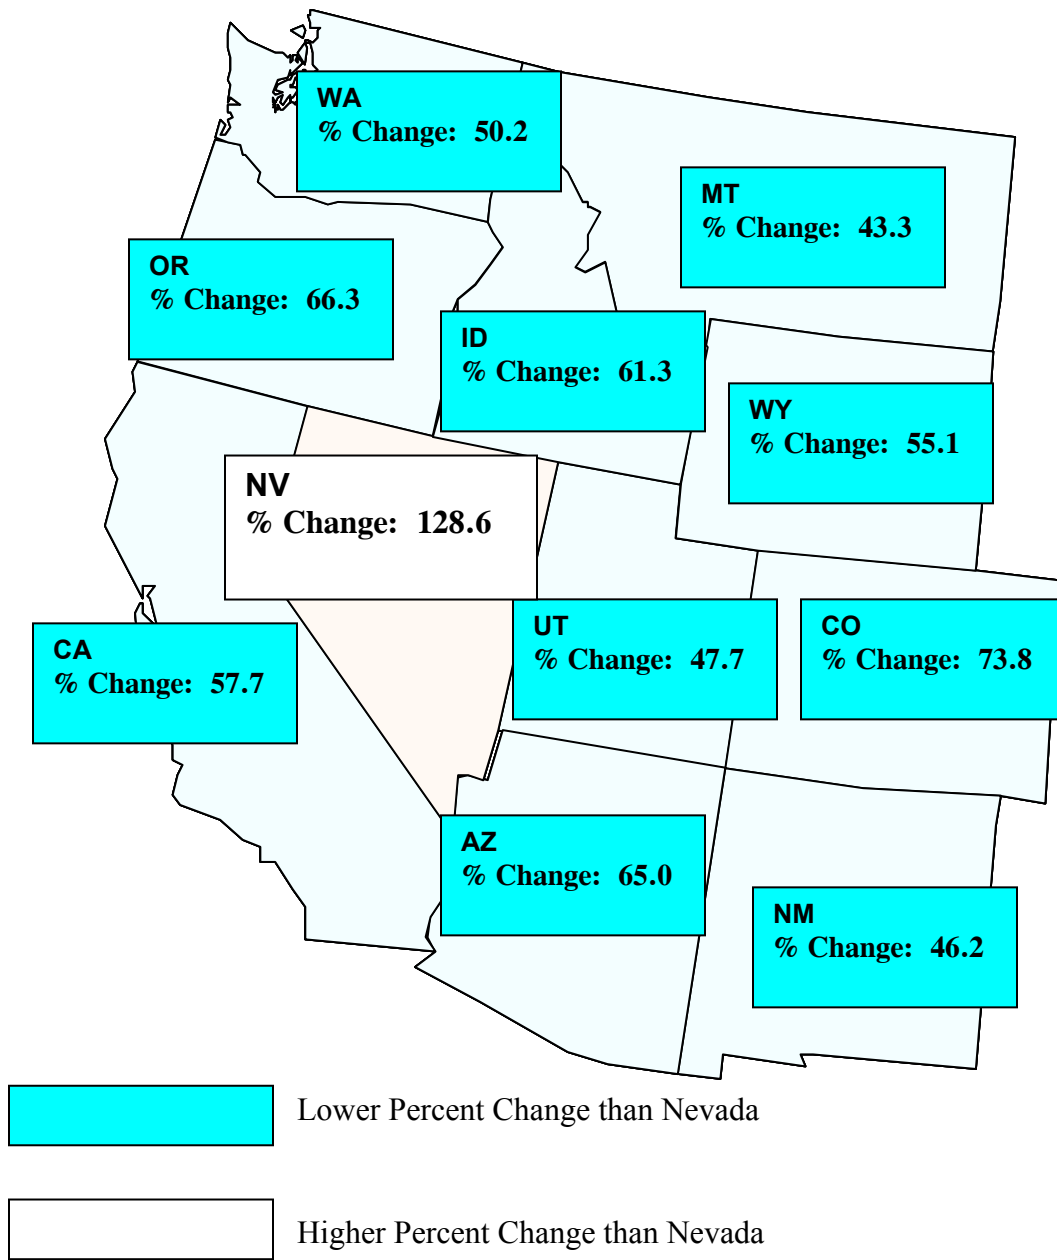 WA
% Change: 50.2
MT
% Change: 43.3
OR
% Change: 66.3
ID
% Change: 61.3
WY
% Change: 55.1
NV
% Change: 128.6
UT
% Change: 47.7
CO
% Change: 73.8
CA
% Change: 57.7
AZ
% Change: 65.0
NM
% Change: 46.2
Lower Percent Change than Nevada
Higher Percent Change than Nevada